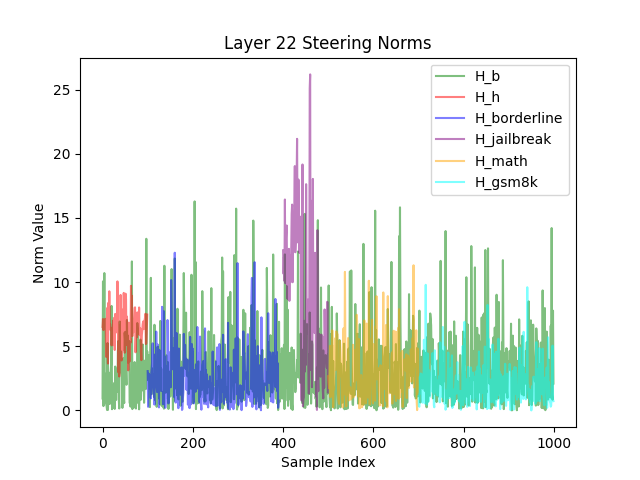 Layer 22 Steering Norms
Norm Value
25
20
15
10
5
0
0
200
400
600
800
1000
Sample Index
H_b
H_h
H_borderline
H_jailbreak
H_math
H_gsm8k